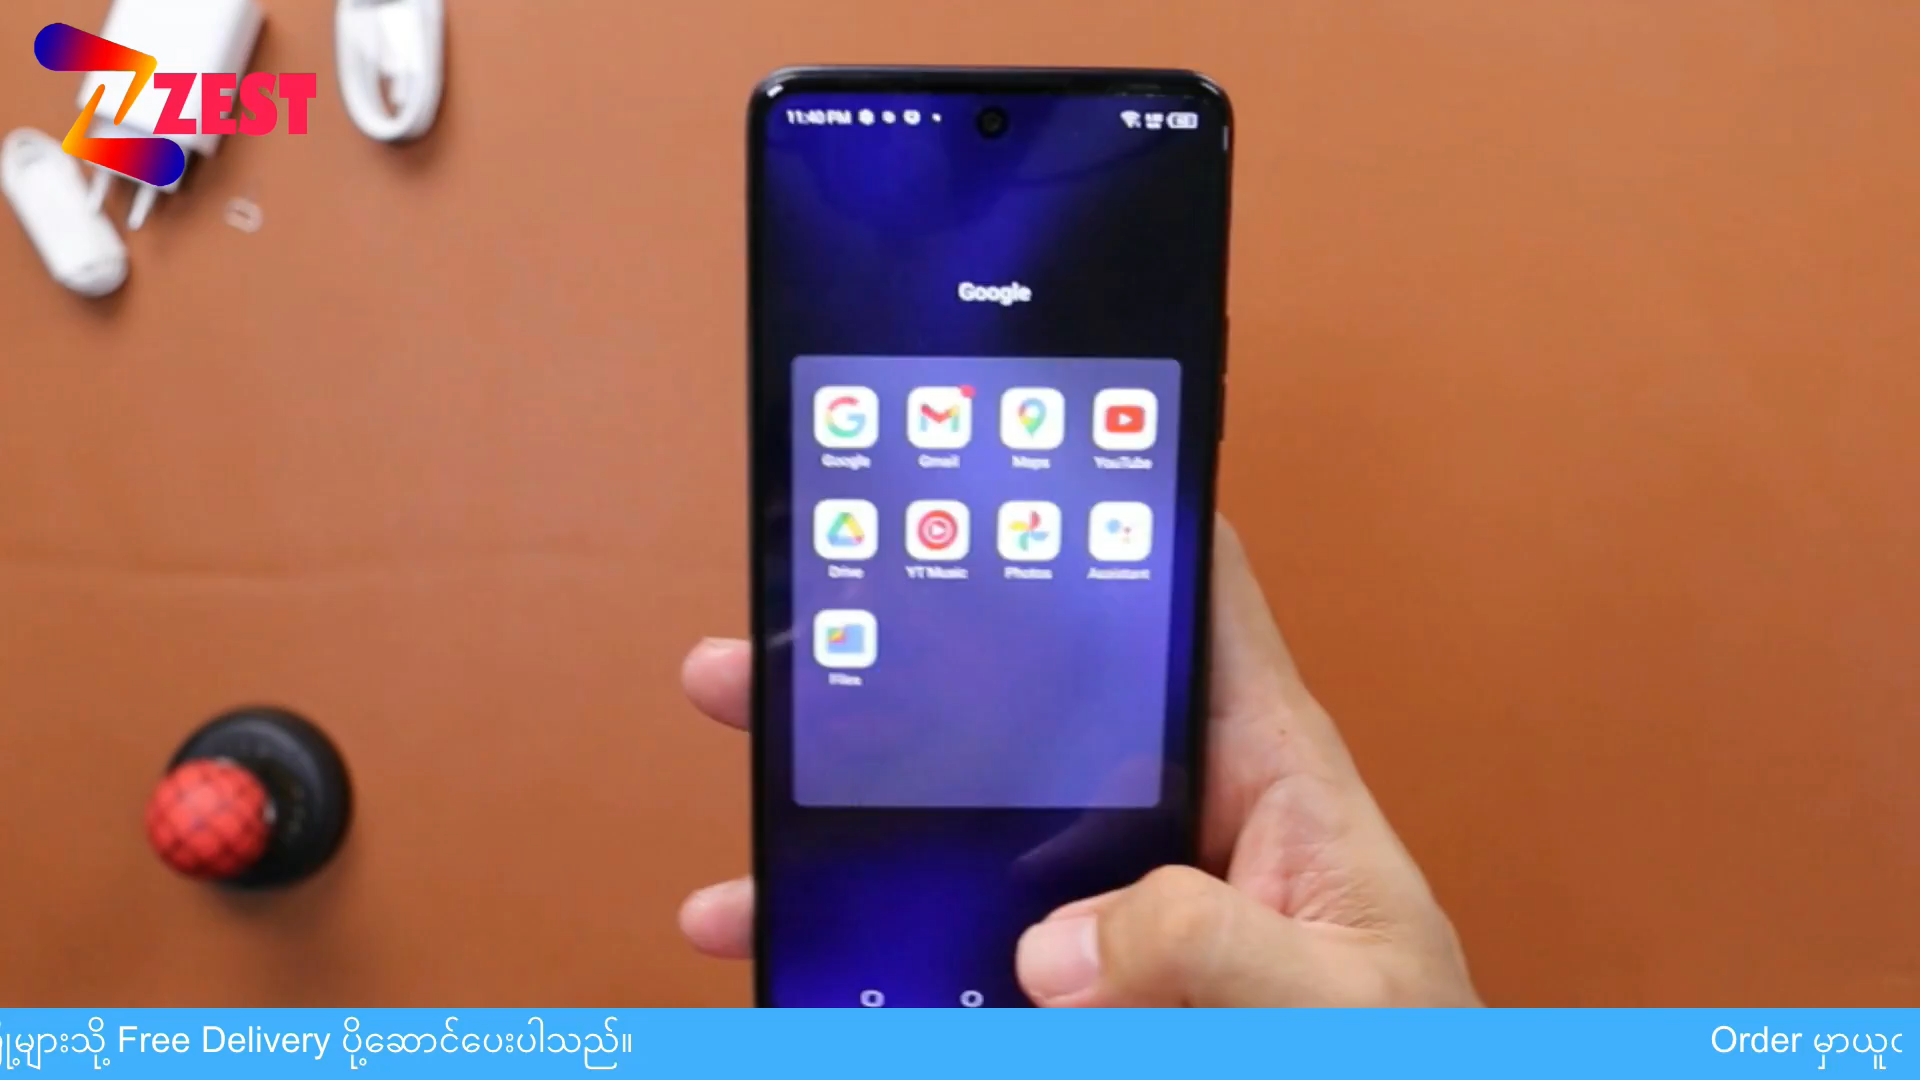 ZEST
11:40 PM
Google
Google Gmail Maps YouTube
Drive YT Music Photos Assistant
Files
မြို့များသို့ Free Delivery ပို့ဆောင်ပေးပါသည်။
Order မှာယူ